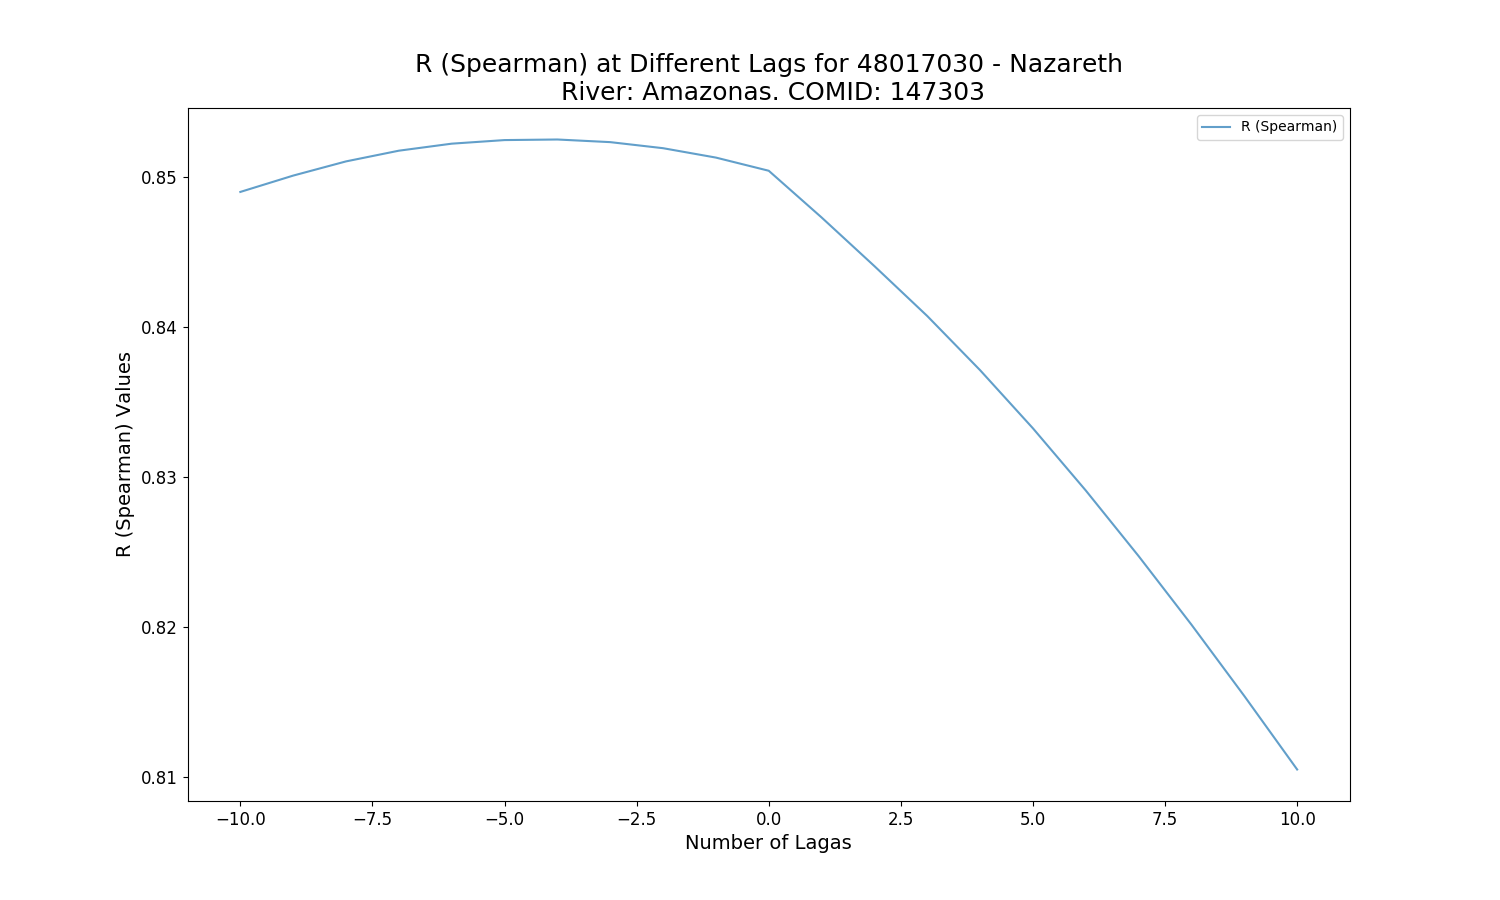 R (Spearman) at Different Lags for 48017030 - Nazareth
River: Amazonas. COMID: 147303
R (Spearman)
R (Spearman) Values
0.85
0.84
0.83
0.82
0.81
−10.0 −7.5 −5.0 −2.5 0.0 2.5 5.0 7.5 10.0
Number of Lagas